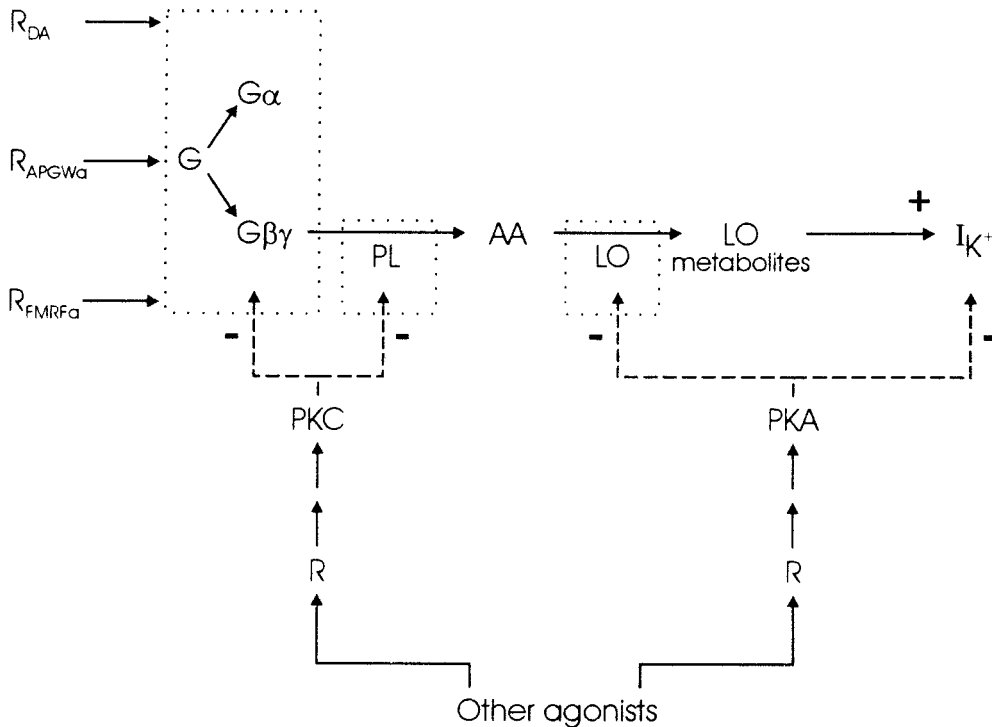 R_DA
Gα
R_APGWa
G
Gβγ
PL
AA
LO
LO
metabolites
+
I_K+
R_FMRFa
-
-
-
-
PKC
PKA
R
R
Other agonists